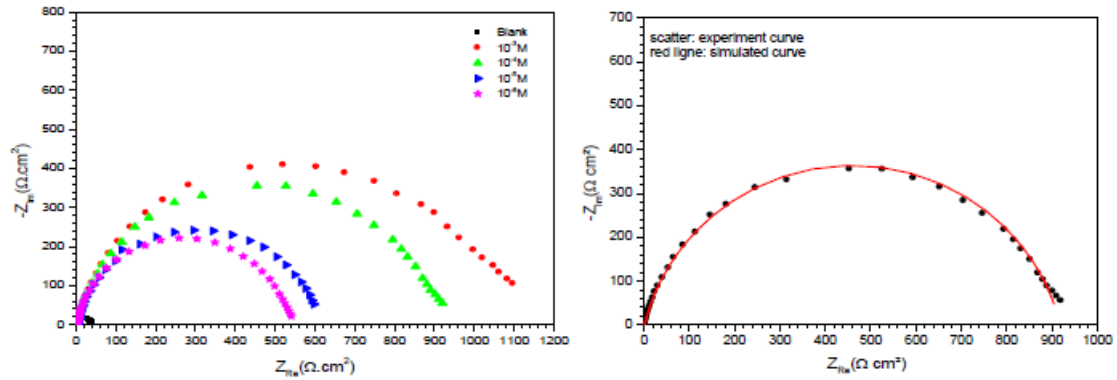 800
700
600
500
400
300
200
100
0
-Z_Im(Ω.cm²)
Blank
10⁻³M
10⁻⁴M
10⁻⁵M
10⁻⁶M
0 100 200 300 400 500 600 700 800 900 1000 1100 1200
Z_Re(Ω.cm²)
700
600
500
400
300
200
100
0
-Z_Im(Ω cm²)
scatter: experiment curve
red ligne: simulated curve
0 100 200 300 400 500 600 700 800 900 1000
Z_Re(Ω cm²)